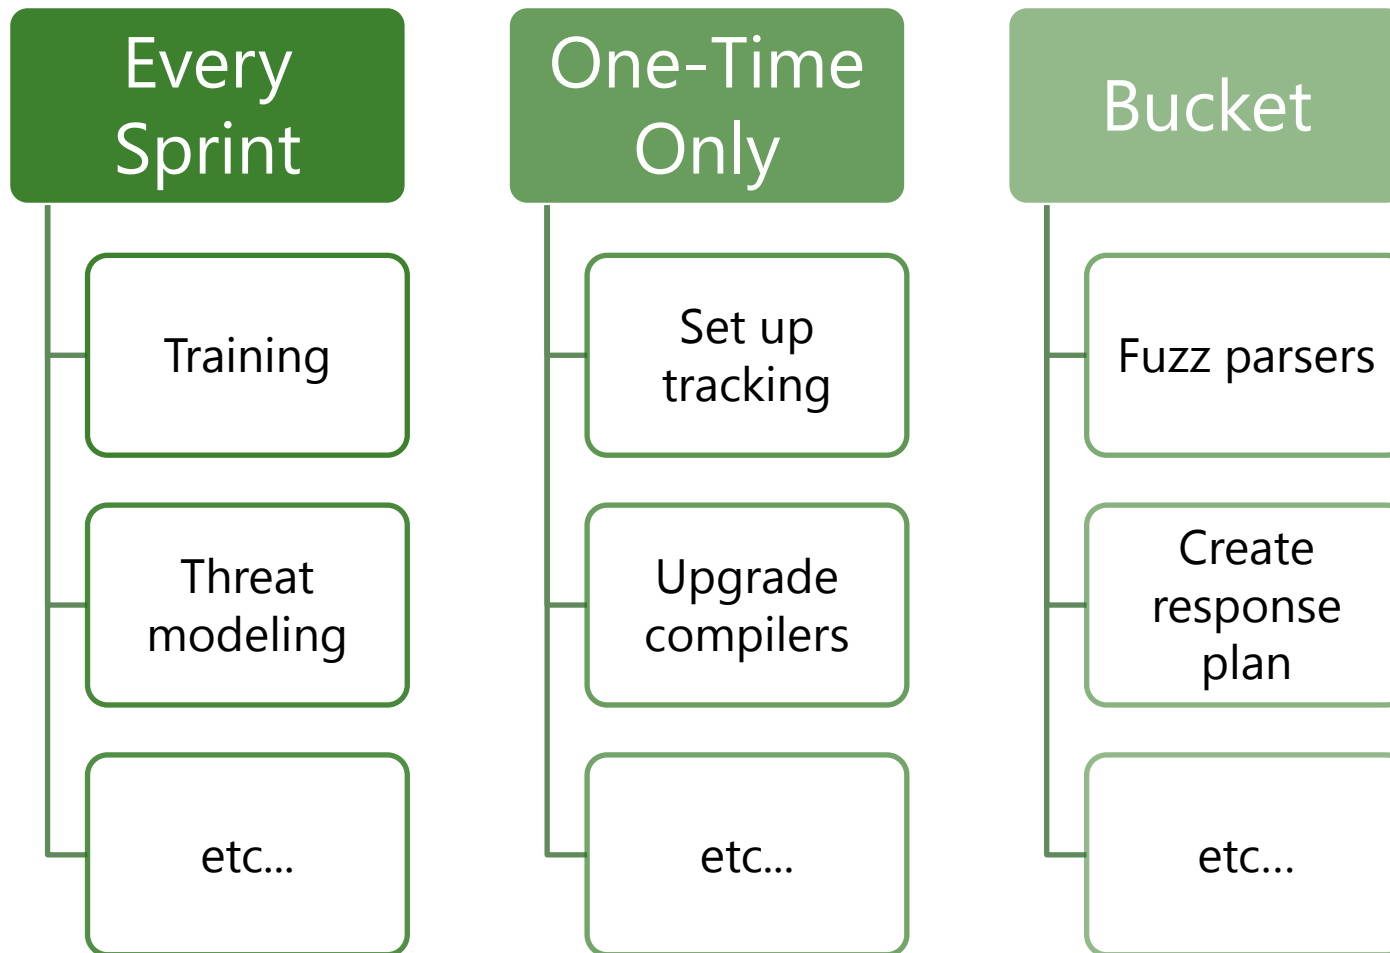 Every
Sprint
Training
Threat
modeling
etc...
One-Time
Only
Set up
tracking
Upgrade
compilers
etc...
Bucket
Fuzz parsers
Create
response
plan
etc...